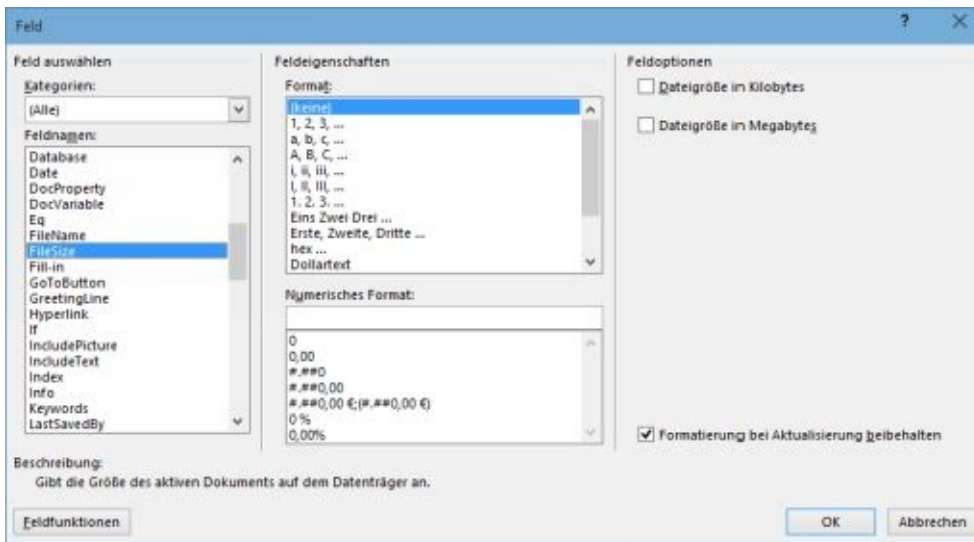 Feld
?
Feld auswählen
Kategorien:
(Alle)
Feldnamen:
Database
Date
DocProperty
DocVariable
Eq
FileName
FileSize
Fill-in
GoToButton
GreetingLine
Hyperlink
If
IncludePicture
IncludeText
Index
Info
Keywords
LastSavedBy
Feldeigenschaften
Format:
(keine)
1, 2, 3, ...
a, b, c, ...
A, B, C, ...
i, ii, iii, ...
I, II, III, ...
1. 2. 3. ...
Eins Zwei Drei ...
Erste, Zweite, Dritte ...
hex ...
Dollartext
Numerisches Format:
0
0,00
#.##0
#.##0,00
#.##0,00 €;(#.##0,00 €)
0 %
0,00%
Feldoptionen
Dateigröße im Kilobytes
Dateigröße im Megabytes
Formatierung bei Aktualisierung beibehalten
Beschreibung:
Gibt die Größe des aktiven Dokuments auf dem Datenträger an.
Feldfunktionen
OK
Abbrechen